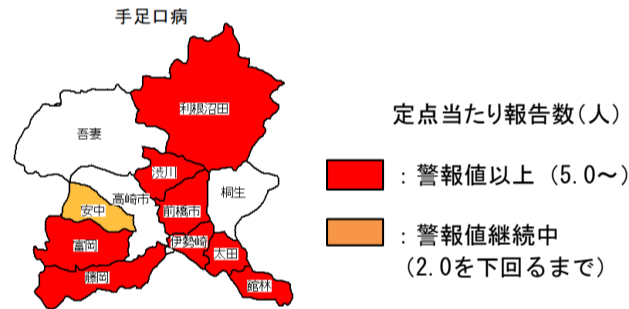 手足口病
利根沼田
吾妻
渋川
桐生
高崎市
前橋市
安中
伊勢崎
富岡
太田
藤岡
館林
定点当たり報告数(人)
:警報値以上 (5.0～)
:警報値継続中
(2.0を下回るまで)